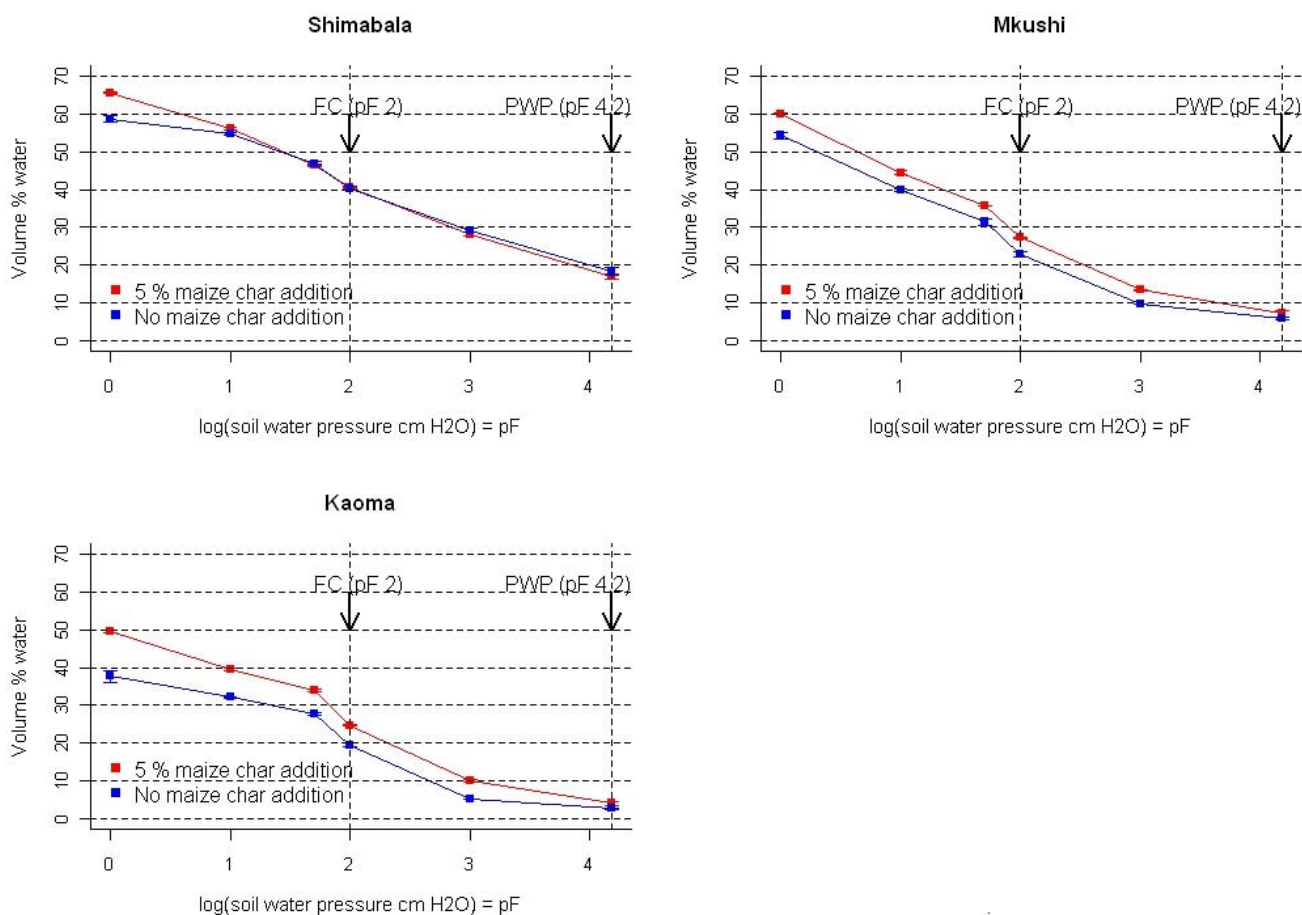 Shimabala
Volume % water
70
60
50
40
30
20
10
0
FC (pF 2)
PWP (pF 4.2)
5 % maize char addition
No maize char addition
0 1 2 3 4
log(soil water pressure cm H2O) = pF
Mkushi
Volume % water
70
60
50
40
30
20
10
0
FC (pF 2)
PWP (pF 4.2)
5 % maize char addition
No maize char addition
0 1 2 3 4
log(soil water pressure cm H2O) = pF
Kaoma
Volume % water
70
60
50
40
30
20
10
0
FC (pF 2)
PWP (pF 4.2)
5 % maize char addition
No maize char addition
0 1 2 3 4
log(soil water pressure cm H2O) = pF